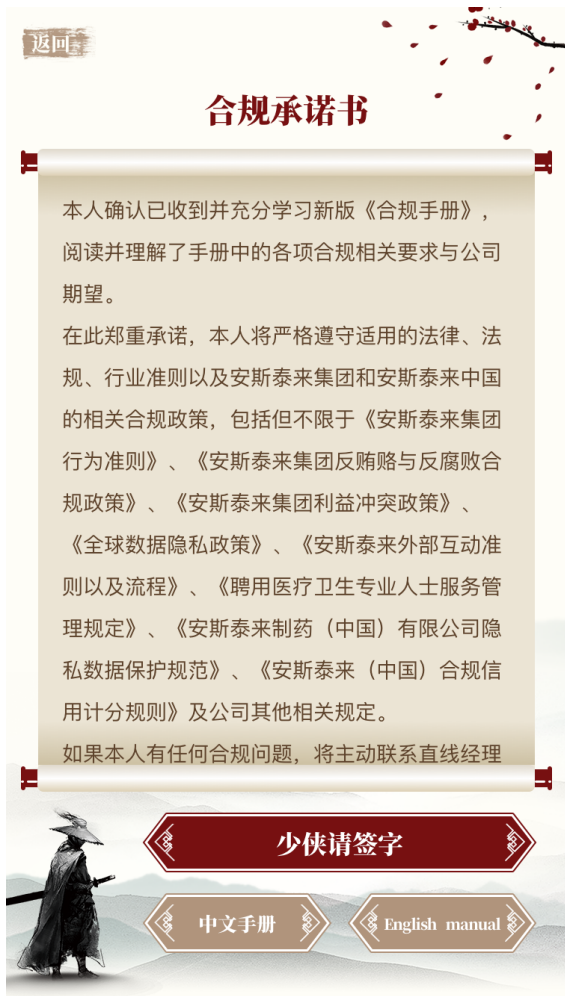 返回
合规承诺书
本人确认已收到并充分学习新版《合规手册》，
阅读并理解了手册中的各项合规相关要求与公司
期望。
在此郑重承诺，本人将严格遵守适用的法律、法
规、行业准则以及安斯泰来集团和安斯泰来中国
的相关合规政策，包括但不限于《安斯泰来集团
行为准则》、《安斯泰来集团反贿赂与反腐败合
规政策》、《安斯泰来集团利益冲突政策》、
《全球数据隐私政策》、《安斯泰来外部互动准
则以及流程》、《聘用医疗卫生专业人士服务管
理规定》、《安斯泰来制药（中国）有限公司隐
私数据保护规范》、《安斯泰来（中国）合规信
用计分规则》及公司其他相关规定。
如果本人有任何合规问题，将主动联系直线经理
少侠请签字
中文手册
English manual